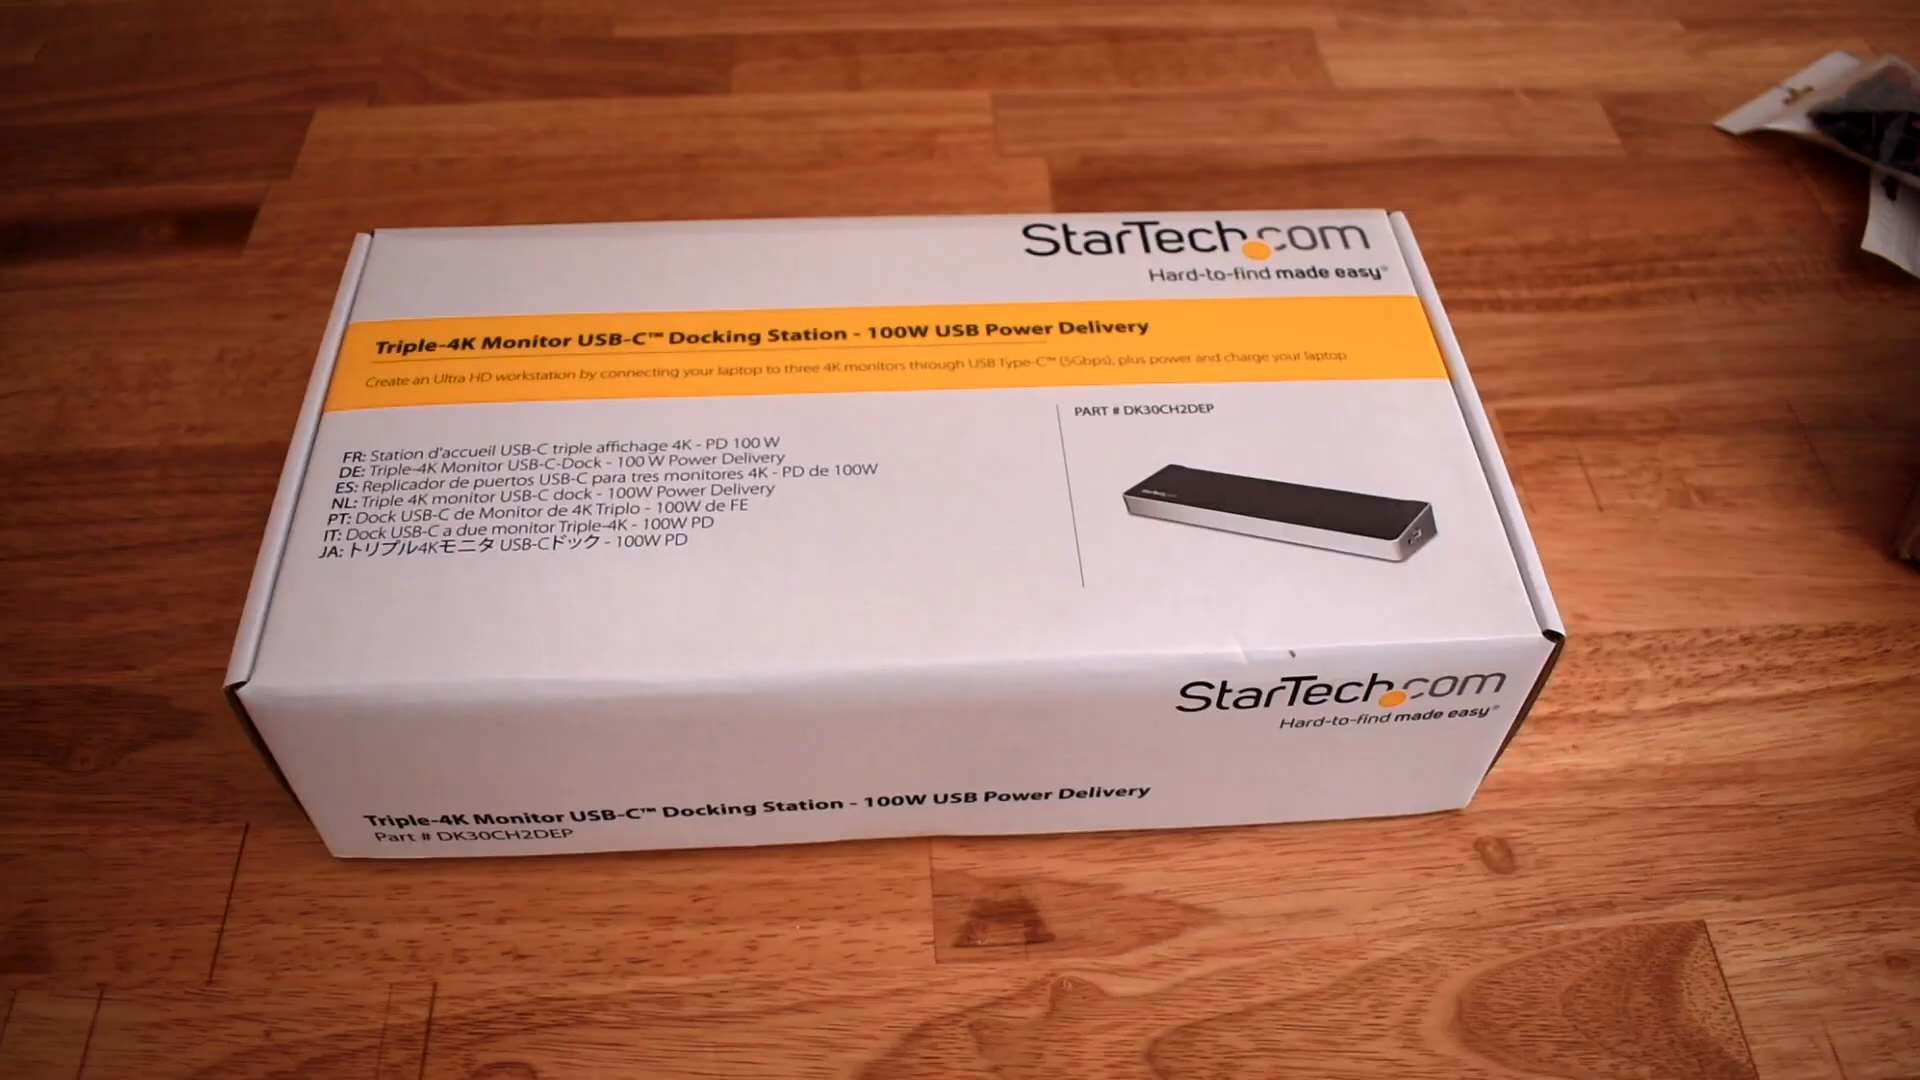 StarTech.com
Hard-to-find made easy®
Triple-4K Monitor USB-C™ Docking Station - 100W USB Power Delivery
Create an Ultra HD workstation by connecting your laptop to three 4K monitors through USB Type-C™ (5Gbps), plus power and charge your laptop
PART # DK30CH2DEP
FR: Station d'accueil USB-C triple affichage 4K - PD 100 W
DE: Triple-4K Monitor USB-C-Dock - 100 W Power Delivery
ES: Replicador de puertos USB-C para tres monitores 4K - PD de 100W
NL: Triple 4K monitor USB-C dock - 100W Power Delivery
PT: Dock USB-C de Monitor de 4K Triplo - 100W de FE
IT: Dock USB-C a due monitor Triple-4K - 100W PD
JA: トリプル4Kモニタ USB-Cドック - 100W PD
StarTech.com
StarTech.com
Hard-to-find made easy®
Triple-4K Monitor USB-C™ Docking Station - 100W USB Power Delivery
Part # DK30CH2DEP